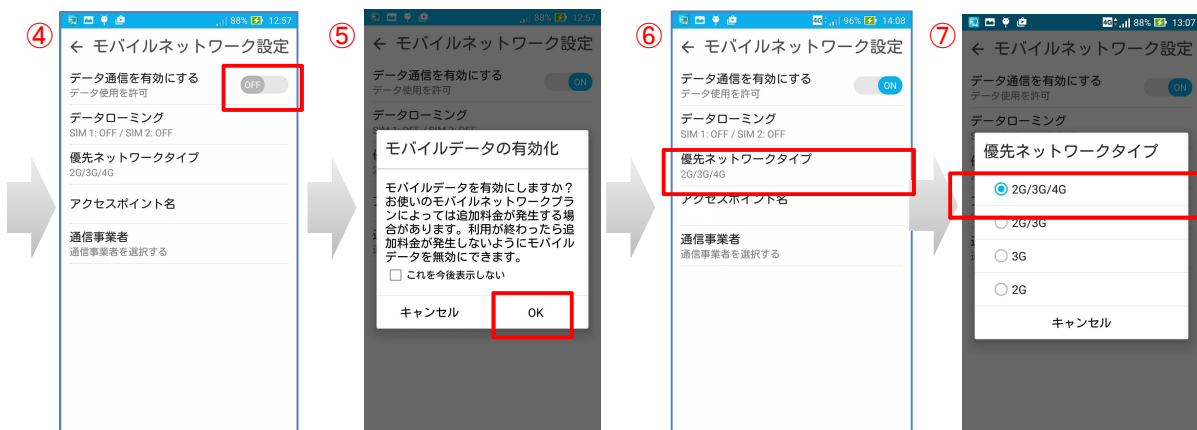 ④
88% 12:57
← モバイルネットワーク設定
データ通信を有効にする
データ使用を許可
OFF
データローミング
SIM 1: OFF / SIM 2: OFF
優先ネットワークタイプ
2G/3G/4G
アクセスポイント名
通信事業者
通信事業者を選択する
⑤
88% 12:57
← モバイルネットワーク設定
データ通信を有効にする
データ使用を許可
ON
データローミング
SIM 1: OFF / SIM 2: OFF
モバイルデータの有効化
モバイルデータを有効にしますか？
お使いのモバイルネットワークプラ
ンによっては追加料金が発生する場
合があります。利用が終わったら追
加料金が発生しないようにモバイル
データを無効にできます。
これを今後表示しない
キャンセル
OK
⑥
4G 96% 14:08
← モバイルネットワーク設定
データ通信を有効にする
データ使用を許可
ON
データローミング
SIM 1: OFF / SIM 2: OFF
優先ネットワークタイプ
2G/3G/4G
アクセスポイント名
通信事業者
通信事業者を選択する
⑦
4G 88% 13:07
← モバイルネットワーク設定
データ通信を有効にする
データ使用を許可
ON
データローミング
優先ネットワークタイプ
2G/3G/4G
2G/3G
3G
2G
キャンセル